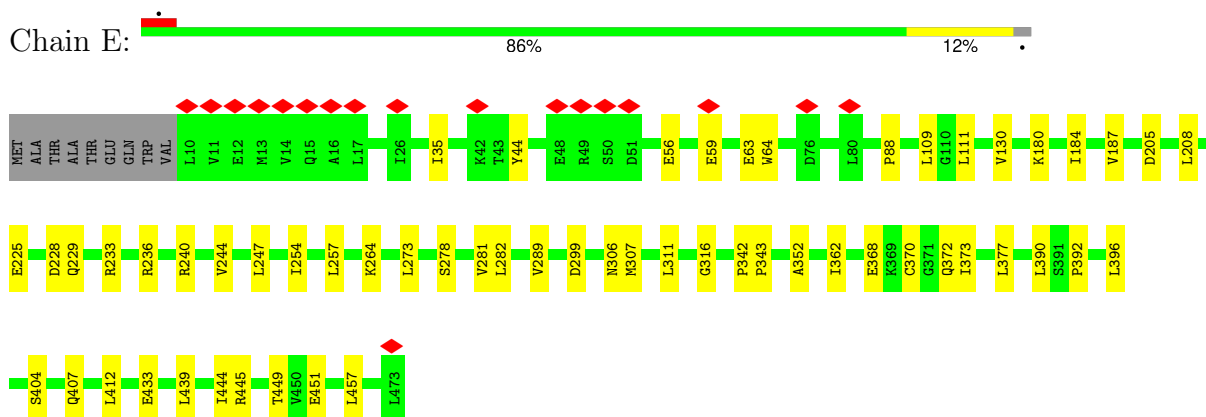 Chain E:
•
86%
12%
•
MET ALA THR ALA THR GLU GLN TRP VAL L10 V11 E12 M13 V14 Q15 A16 L17 I26 I35 K42 T43 Y44 E48 R49 S50 D51 E56 E59 E63 W64 D76 L80 P88 L109 G110 L111 V130 K180 I184 V187 D205 L208
E225 D228 Q229 R233 R236 R240 V244 L247 I254 L257 K264 L273 S278 V281 L282 V289 D299 N306 M307 L311 G316 P342 P343 A352 I362 E368 K369 C370 G371 Q372 I373 L377 L390 S391 P392 L396
S404 Q407 L412 E433 L439 I444 R445 T449 V450 E451 L457 L473